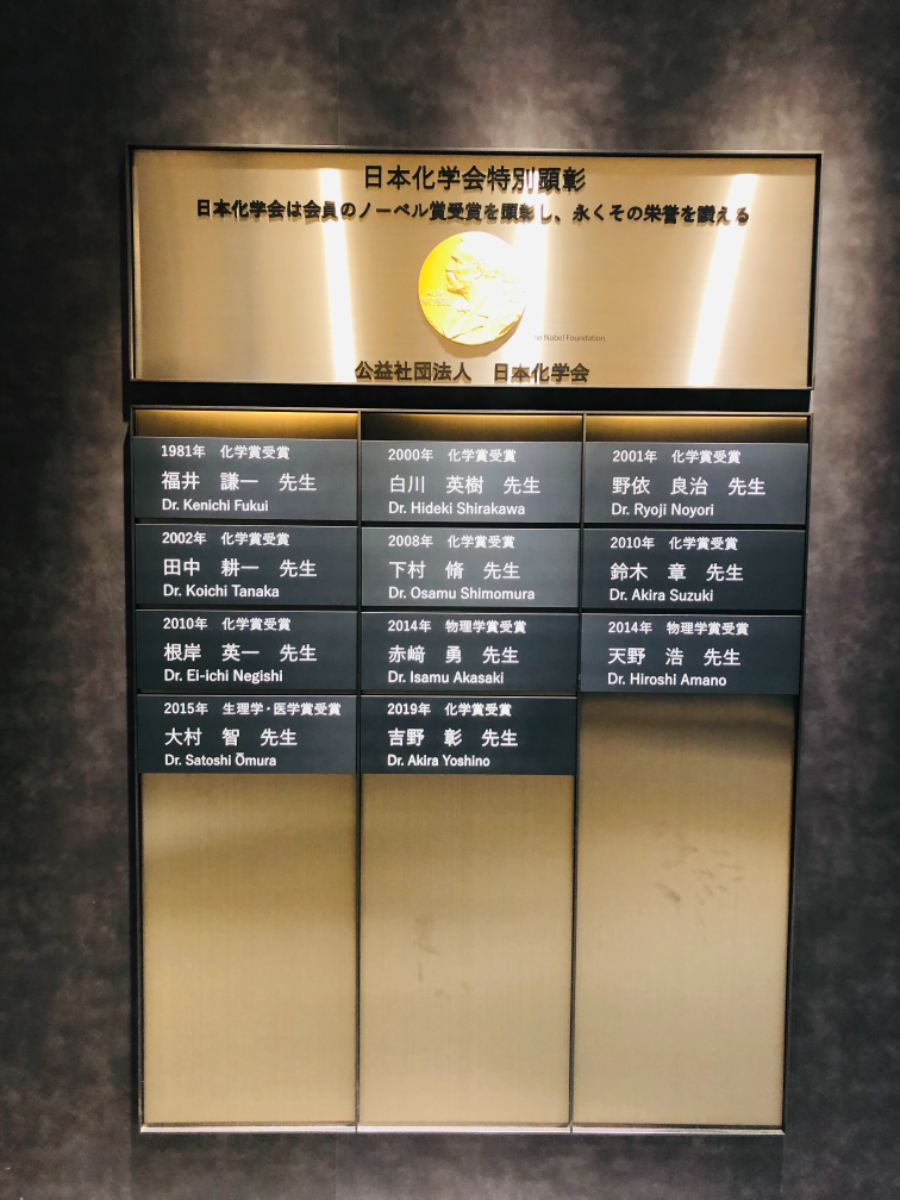 日本化学会特別顕彰
日本化学会は会員のノーベル賞受賞を顕彰し、永くその栄誉を讃える
NOBEL
he Nobel Foundation.
公益社団法人　日本化学会
1981年　化学賞受賞
福井　謙一　先生
Dr. Kenichi Fukui
2000年　化学賞受賞
白川　英樹　先生
Dr. Hideki Shirakawa
2001年　化学賞受賞
野依　良治　先生
Dr. Ryoji Noyori
2002年　化学賞受賞
田中　耕一　先生
Dr. Koichi Tanaka
2008年　化学賞受賞
下村　脩　先生
Dr. Osamu Shimomura
2010年　化学賞受賞
鈴木　章　先生
Dr. Akira Suzuki
2010年　化学賞受賞
根岸　英一　先生
Dr. Ei-ichi Negishi
2014年　物理学賞受賞
赤﨑　勇　先生
Dr. Isamu Akasaki
2014年　物理学賞受賞
天野　浩　先生
Dr. Hiroshi Amano
2015年　生理学・医学賞受賞
大村　智　先生
Dr. Satoshi Ōmura
2019年　化学賞受賞
吉野　彰　先生
Dr. Akira Yoshino